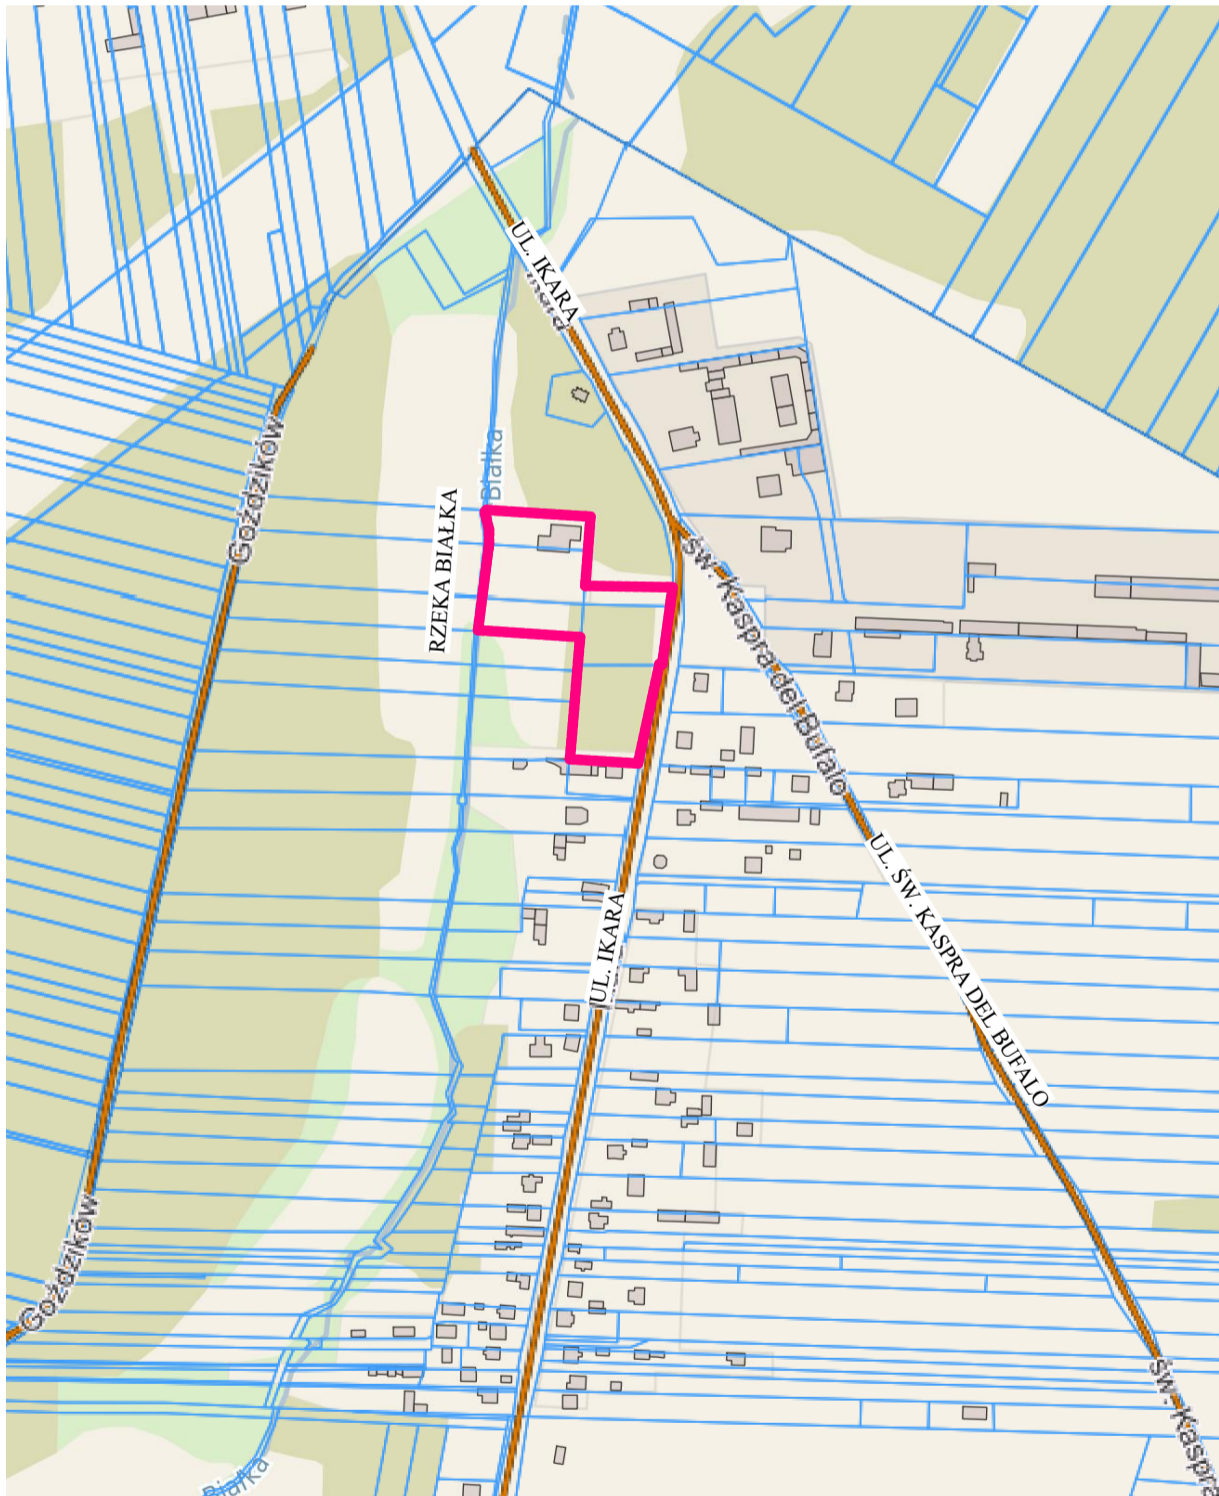 UL. IKARA
Goździków
Białka
RZEKA BIAŁKA
św. Kaspra del Bufalo
UL. ŚW. KASPRA DEL BUFALO
UL. IKARA
Goździków
św. Kaspra
Białka